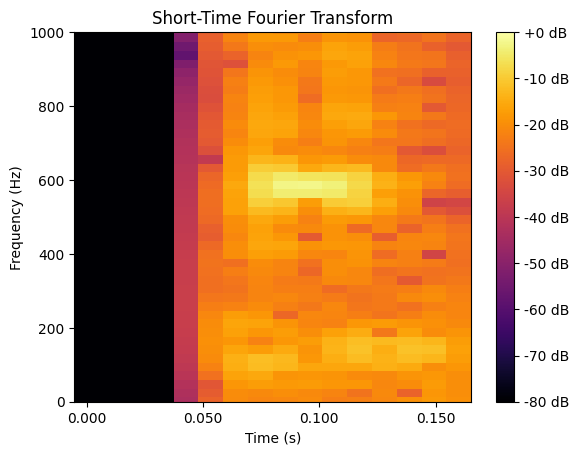 Short-Time Fourier Transform
1000
800
600
400
200
0
Frequency (Hz)
0.000
0.050
0.100
0.150
Time (s)
+0 dB
-10 dB
-20 dB
-30 dB
-40 dB
-50 dB
-60 dB
-70 dB
-80 dB